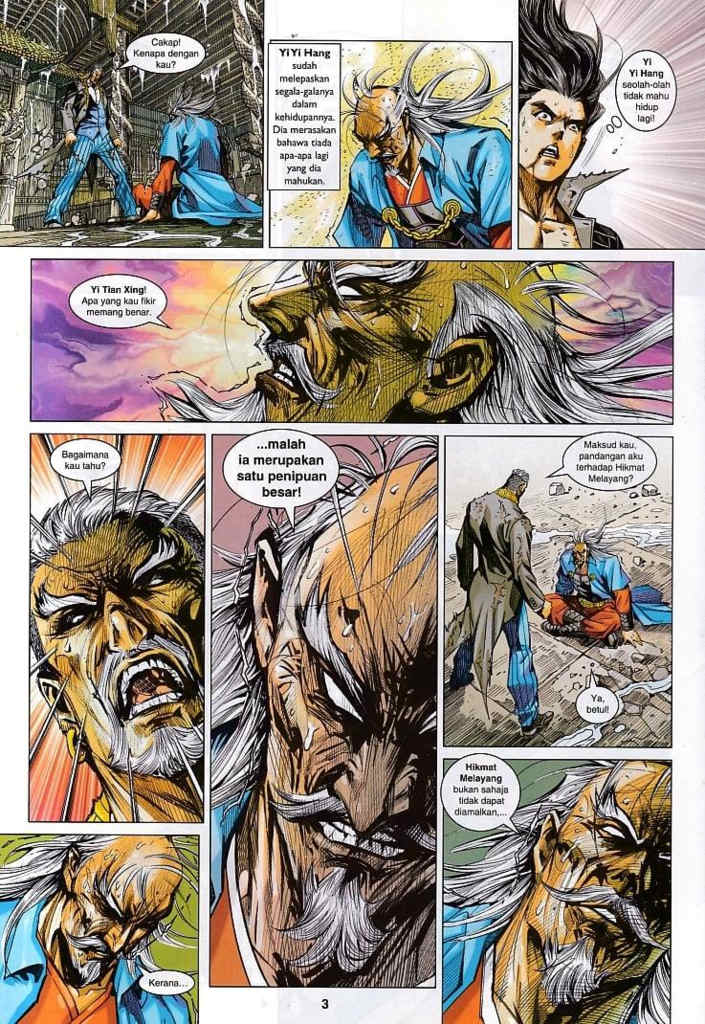 Cakap!
Kenapa dengan
kau?
Yi Yi Hang
sudah
melepaskan
segala-galanya
dalam
kehidupannya.
Dia merasakan
bahawa tiada
apa-apa lagi
yang dia
mahukan.
Yi
Yi Hang
seolah-olah
tidak mahu
hidup
lagi!
Yi Tian Xing!
Apa yang kau fikir
memang benar.
Bagaimana
kau tahu?
...malah
ia merupakan
satu penipuan
besar!
Maksud kau,
pandangan aku
terhadap Hikmat
Melayang?
Ya,
betul!
Hikmat
Melayang
bukan sahaja
tidak dapat
diamalkan,...
Kerana...
3